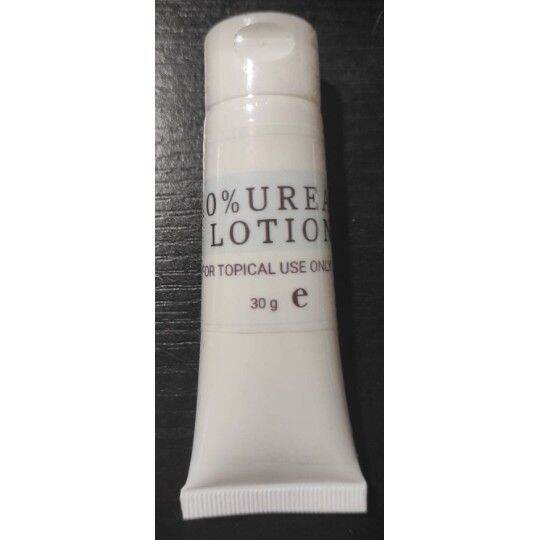 0% UREA
LOTION
FOR TOPICAL USE ONLY
30 g e